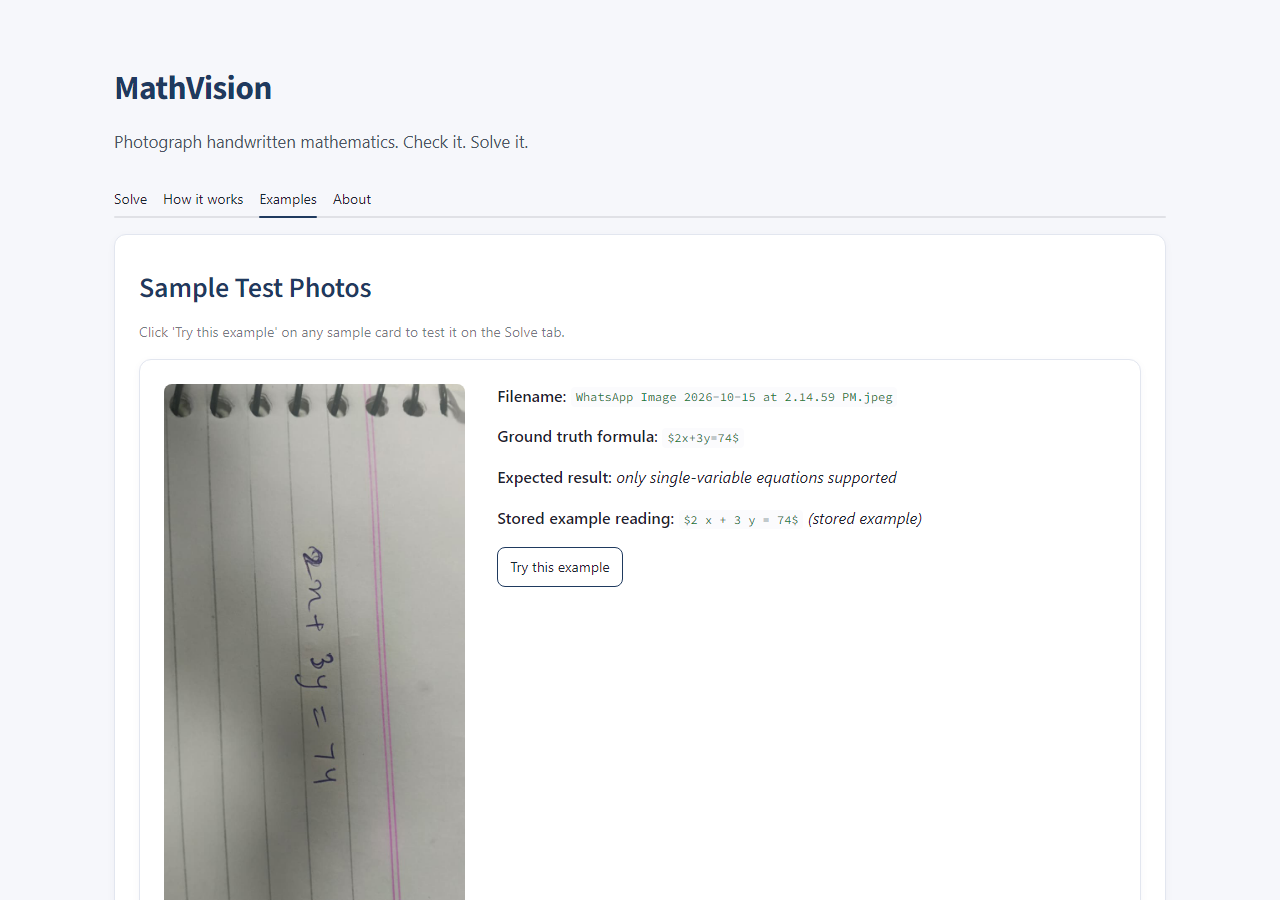 MathVision
Photograph handwritten mathematics. Check it. Solve it.
Solve How it works Examples About
Sample Test Photos
Click 'Try this example' on any sample card to test it on the Solve tab.
2x+ 3y = 74
Filename: WhatsApp Image 2026-10-15 at 2.14.59 PM.jpeg
Ground truth formula: $2x+3y=74$
Expected result: only single-variable equations supported
Stored example reading: $2 x + 3 y = 74$ (stored example)
Try this example